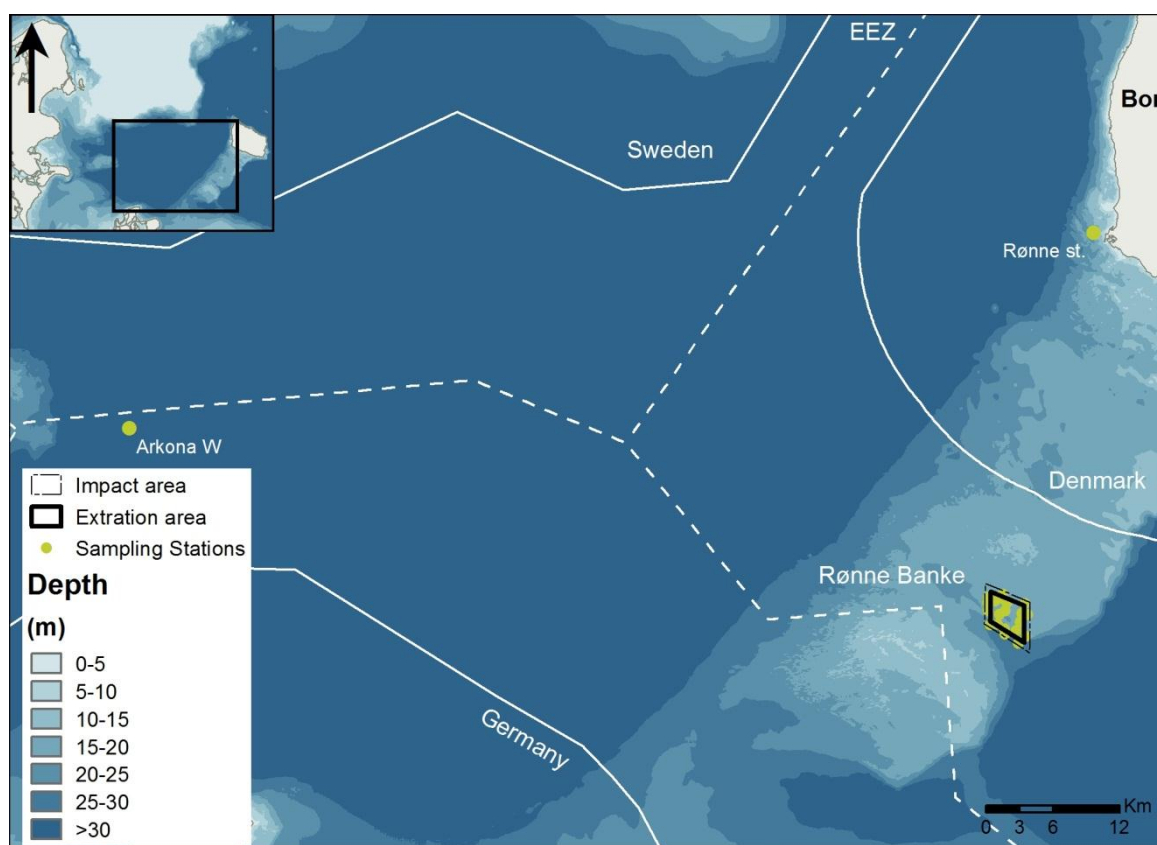 EEZ
Bor
Sweden
Rønne st.
Arkona W
Denmark
Rønne Banke
Germany
Impact area
Extration area
Sampling Stations
Depth
(m)
0-5
5-10
10-15
15-20
20-25
25-30
>30
Km
0 3 6 12